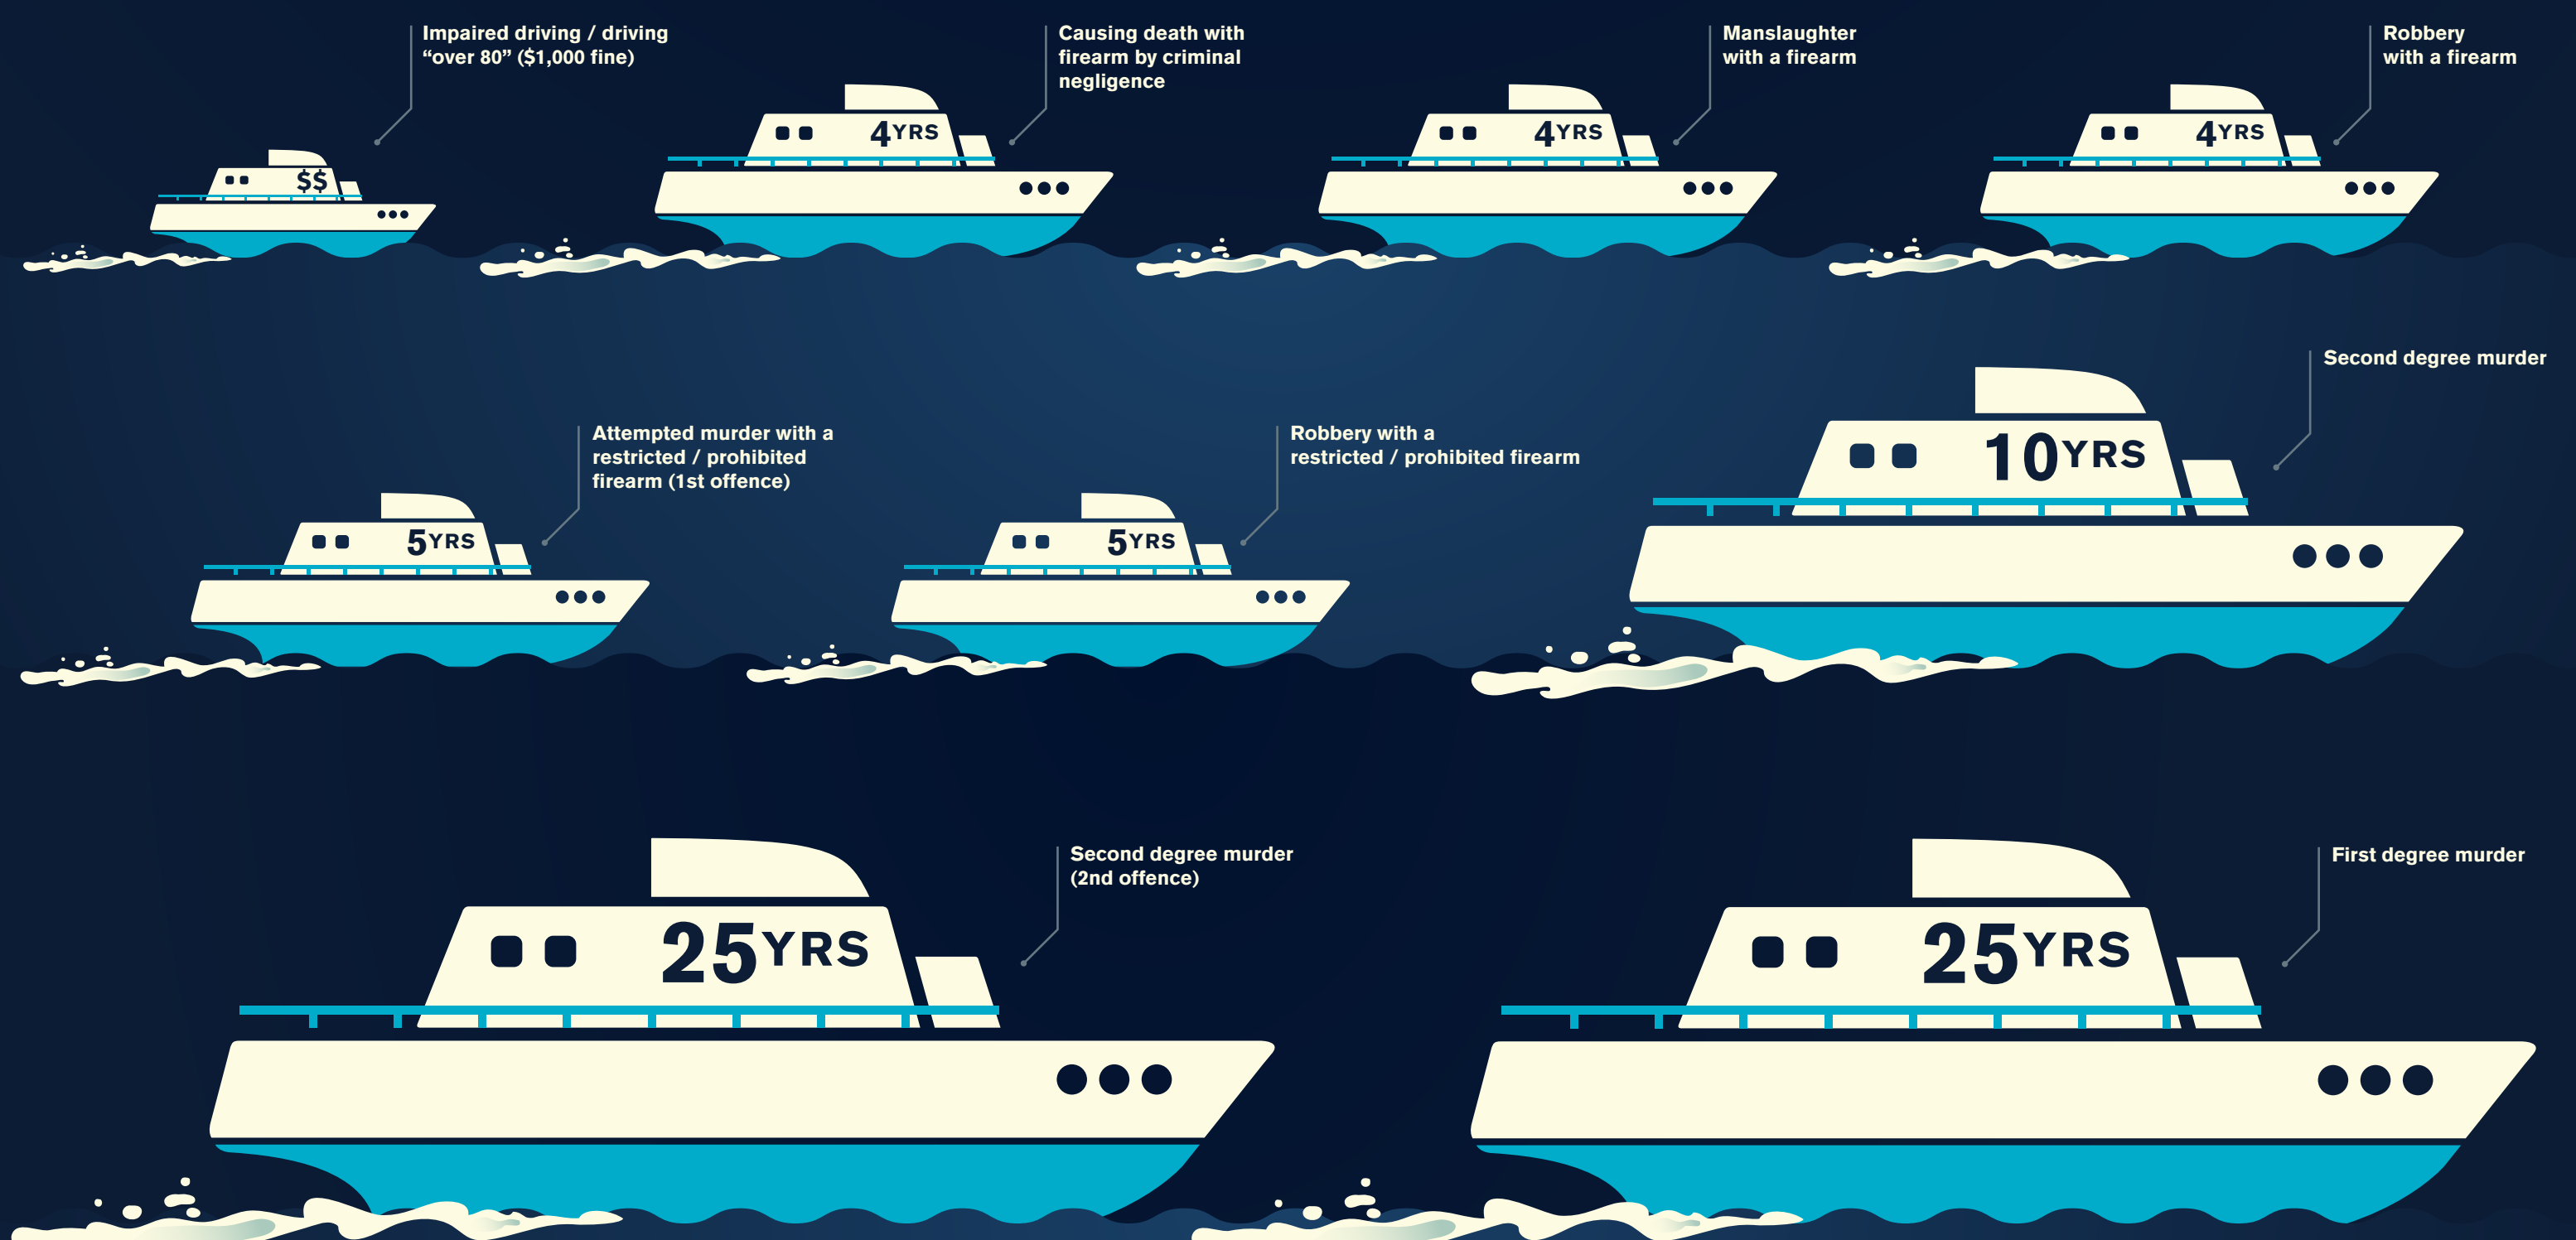 Impaired driving / driving
“over 80” ($1,000 fine)
$$
Causing death with
firearm by criminal
negligence
4YRS
Manslaughter
with a firearm
4YRS
Robbery
with a firearm
4YRS
Attempted murder with a
restricted / prohibited
firearm (1st offence)
5YRS
Robbery with a
restricted / prohibited firearm
5YRS
Second degree murder
10YRS
Second degree murder
(2nd offence)
25YRS
First degree murder
25YRS